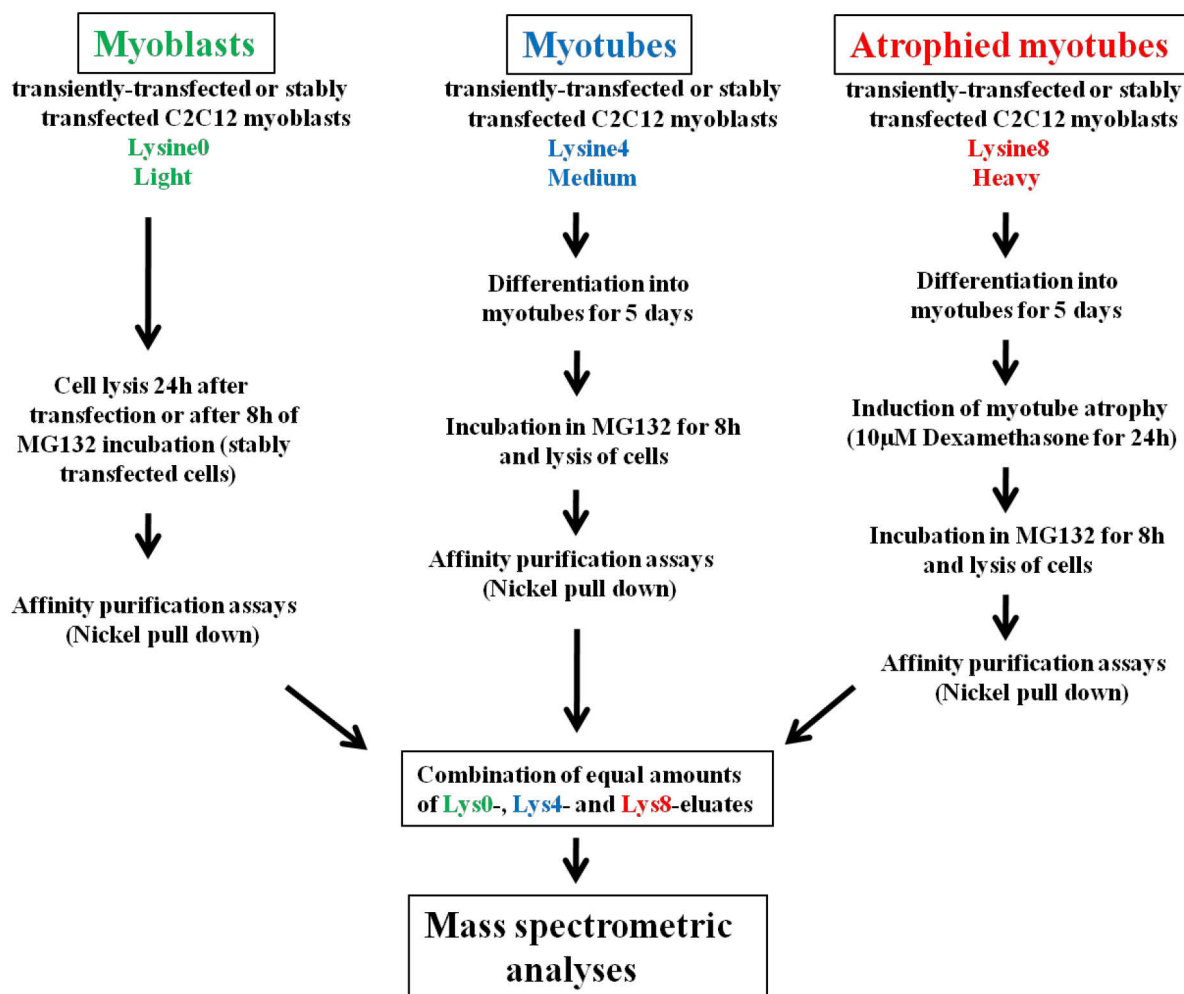 Myoblasts
transiently-transfected or stably
transfected C2C12 myoblasts
Lysine0
Light
Cell lysis 24h after
transfection or after 8h of
MG132 incubation (stably
transfected cells)
Affinity purification assays
(Nickel pull down)
Myotubes
transiently-transfected or stably
transfected C2C12 myoblasts
Lysine4
Medium
Differentiation into
myotubes for 5 days
Incubation in MG132 for 8h
and lysis of cells
Affinity purification assays
(Nickel pull down)
Atrophied myotubes
transiently-transfected or stably
transfected C2C12 myoblasts
Lysine8
Heavy
Differentiation into
myotubes for 5 days
Induction of myotube atrophy
(10µM Dexamethasone for 24h)
Incubation in MG132 for 8h
and lysis of cells
Affinity purification assays
(Nickel pull down)
Combination of equal amounts
of Lys0-, Lys4- and Lys8-eluates
Mass spectrometric
analyses